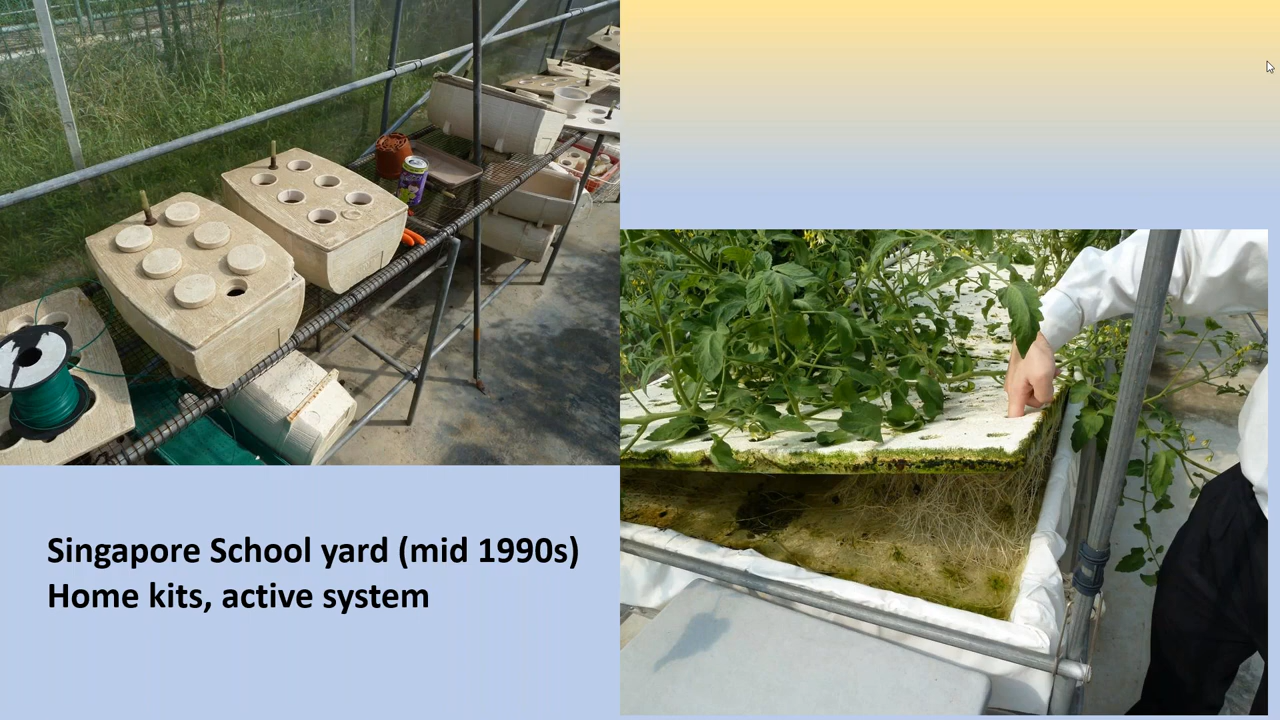 Singapore School yard (mid 1990s)
Home kits, active system